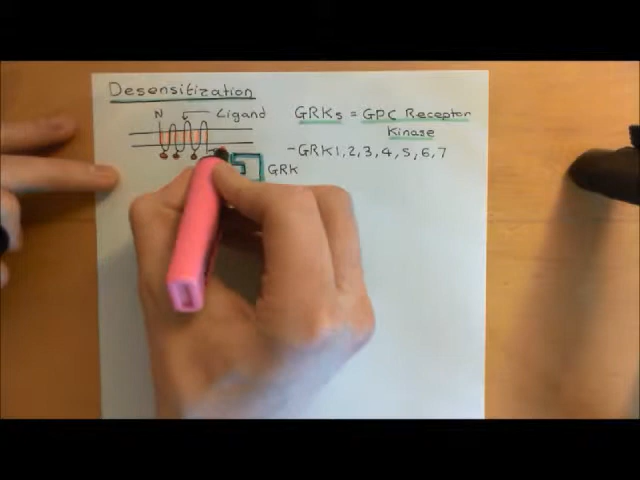 Desensitization
N Ligand
GRKs = GPC Receptor
Kinase
-GRK1,2,3,4,5,6,7
GRK